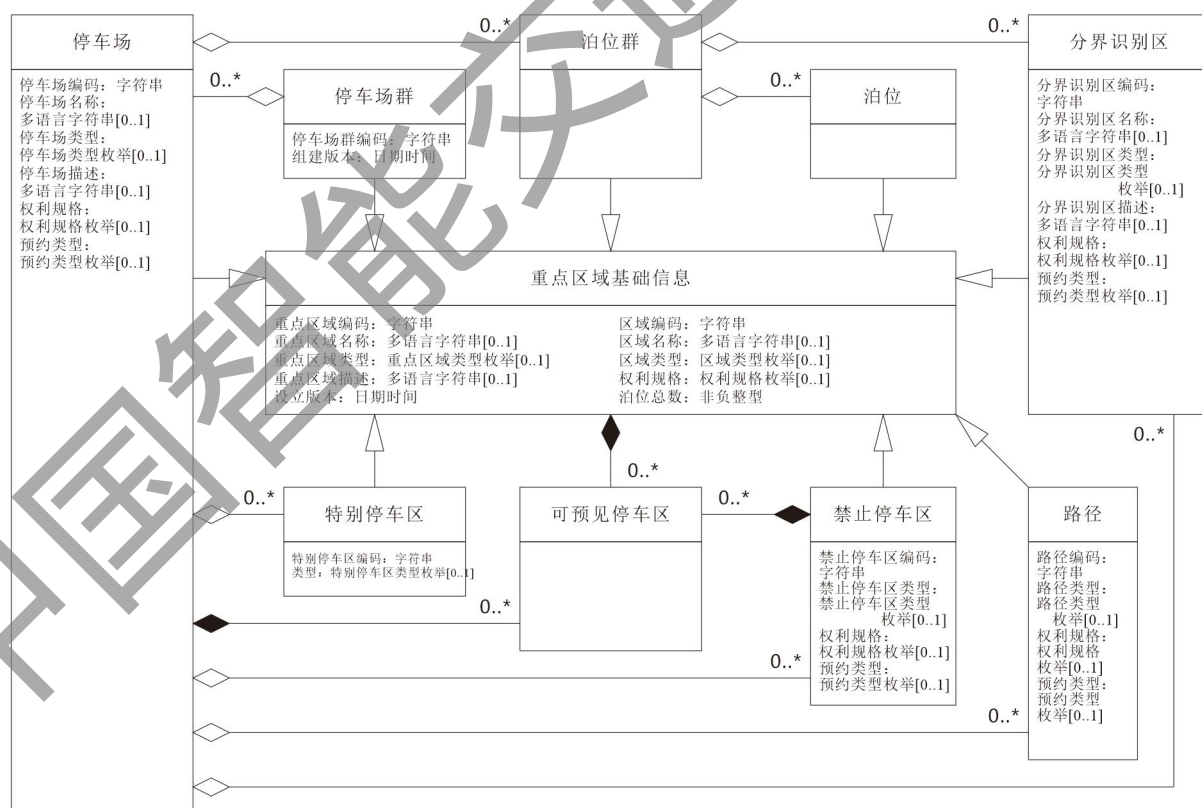 停车场
停车场编码：字符串
停车场名称：
多语言字符串[0..1]
停车场类型：
停车场类型枚举[0..1]
停车场描述：
多语言字符串[0..1]
权利规格：
权利规格枚举[0..1]
预约类型：
预约类型枚举[0..1]
0..*
泊位群
0..*
分界识别区
分界识别区编码：
字符串
分界识别区名称：
多语言字符串[0..1]
分界识别区类型：
分界识别区类型
枚举[0..1]
分界识别区描述：
多语言字符串[0..1]
权利规格：
权利规格枚举[0..1]
预约类型：
预约类型枚举[0..1]
0..*
停车场群
停车场群编码：字符串
组建版本：日期时间
0..*
泊位
重点区域基础信息
重点区域编码：字符串
重点区域名称：多语言字符串[0..1]
重点区域类型：重点区域类型枚举[0..1]
重点区域描述：多语言字符串[0..1]
设立版本：日期时间
区域编码：字符串
区域名称：多语言字符串[0..1]
区域类型：区域类型枚举[0..1]
权利规格：权利规格枚举[0..1]
泊位总数：非负整型
0..*
0..*
0..*
0..*
特别停车区
特别停车区编码：字符串
类型：特别停车区类型枚举[0..1]
可预见停车区
禁止停车区
禁止停车区编码：
字符串
禁止停车区类型：
禁止停车区类型
枚举[0..1]
权利规格：
权利规格枚举[0..1]
预约类型：
预约类型枚举[0..1]
路径
路径编码：
字符串
路径类型：
路径类型
枚举[0..1]
权利规格：
权利规格
枚举[0..1]
预约类型：
预约类型
枚举[0..1]
0..*
0..*
0..*
中国智能交通